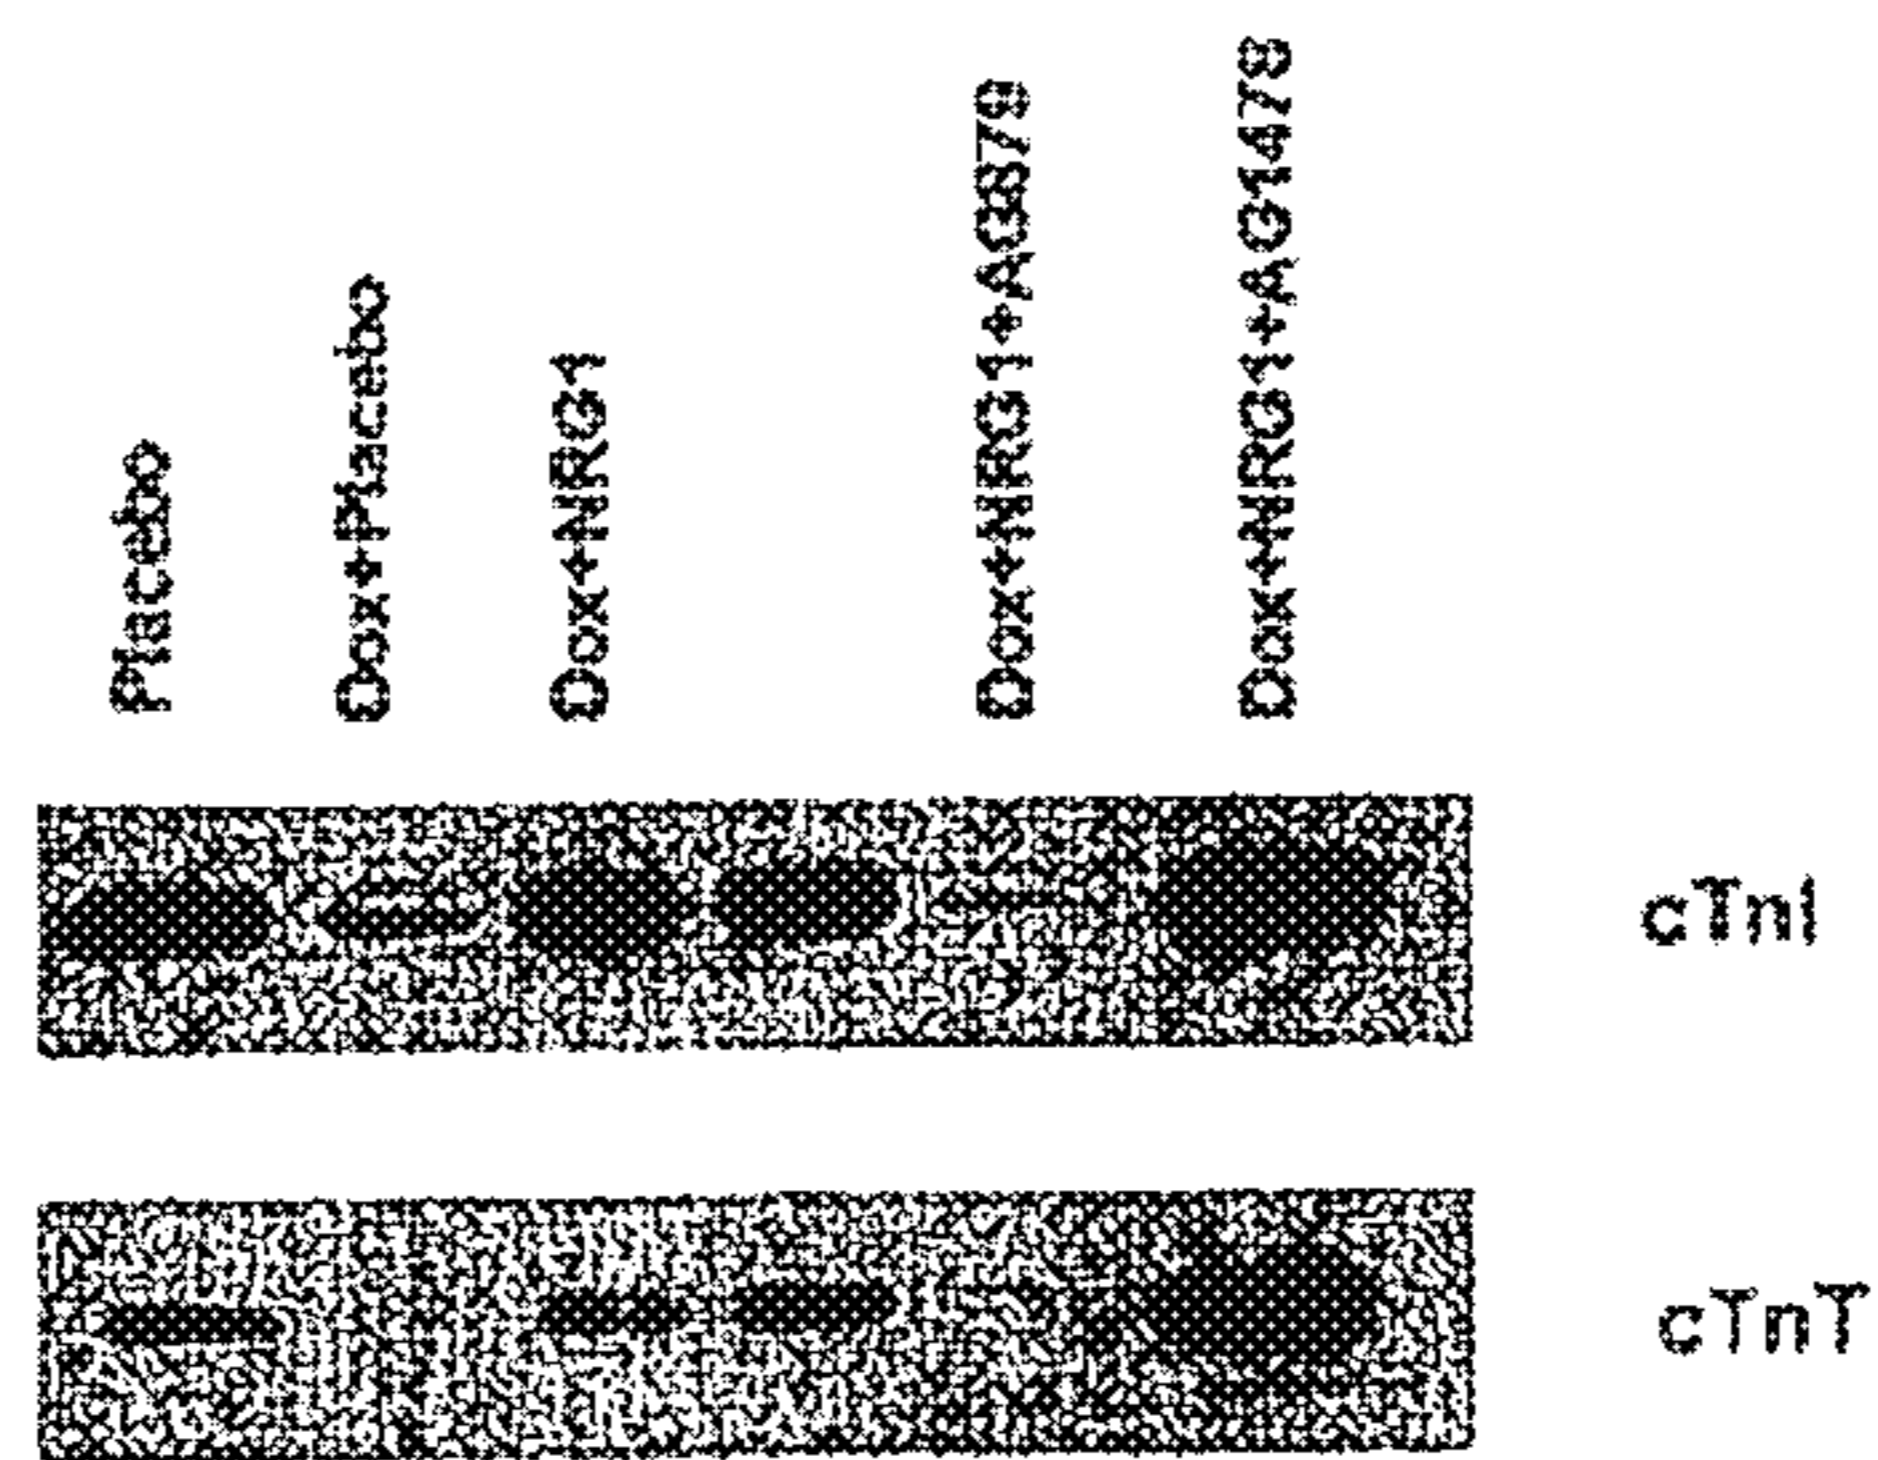 Placebo
Dox+Placebo
Dox+NRG1
Dox+NRG1+AG879
Dox+NRG1+AG1478
cTnI
cTnT